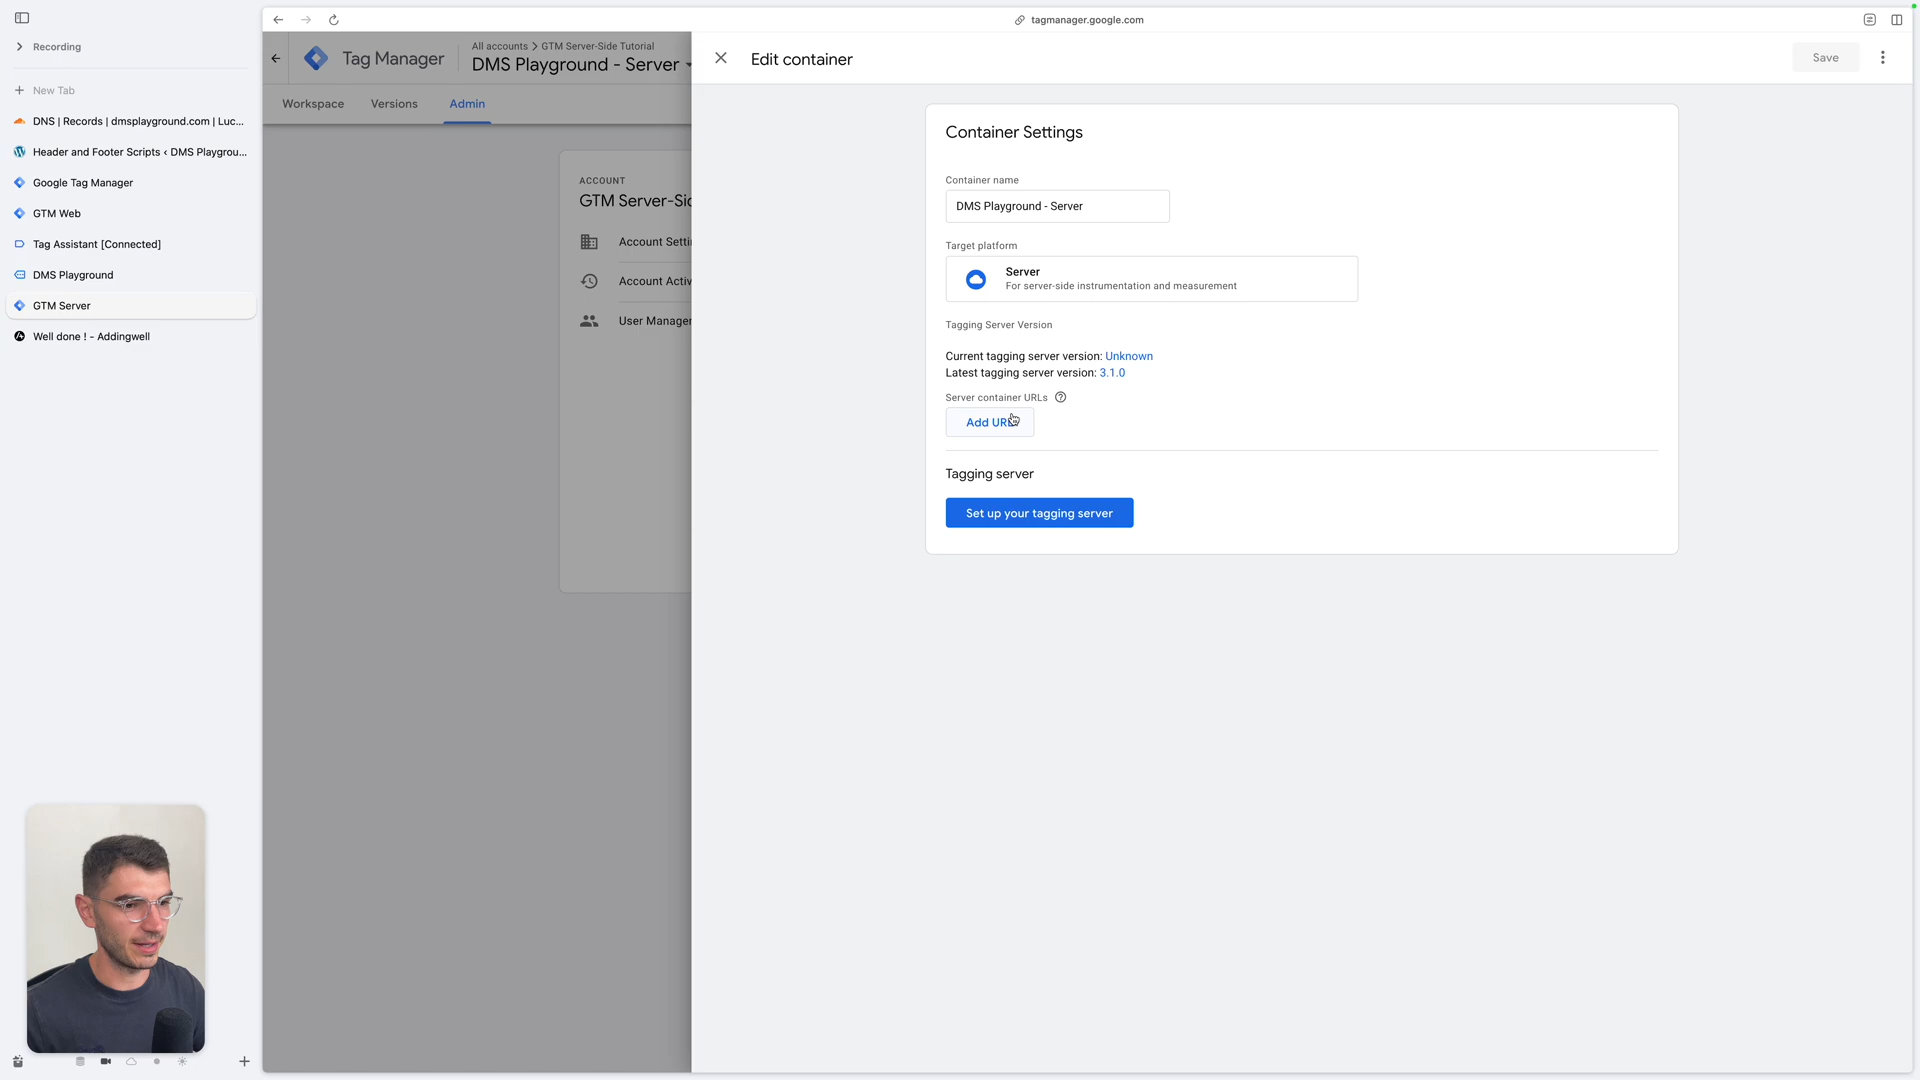 Recording
New Tab
DNS | Records | dmsplayground.com | Luc...
Header and Footer Scripts ‹ DMS Playgrou...
Google Tag Manager
GTM Web
Tag Assistant [Connected]
DMS Playground
GTM Server
Well done ! - Addingwell
tagmanager.google.com
Tag Manager
All accounts > GTM Server-Side Tutorial
DMS Playground - Server
Workspace
Versions
Admin
ACCOUNT
GTM Server-Sid
Account Setti
Account Activ
User Manager
Edit container
Save
Container Settings
Container name
DMS Playground - Server
Target platform
Server
For server-side instrumentation and measurement
Tagging Server Version
Current tagging server version: Unknown
Latest tagging server version: 3.1.0
Server container URLs
Add URL
Tagging server
Set up your tagging server